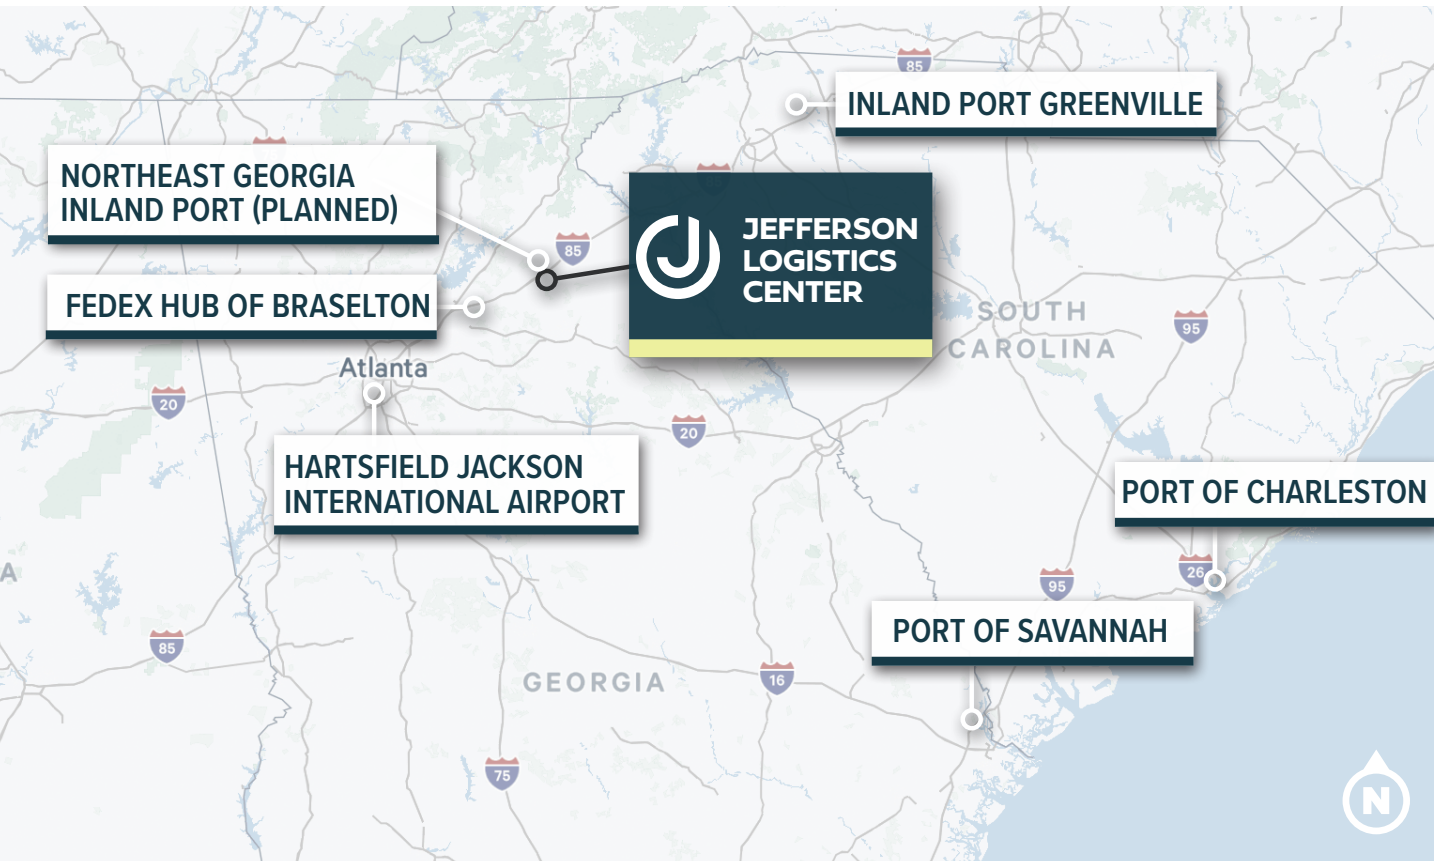 85
INLAND PORT GREENVILLE
NORTHEAST GEORGIA
INLAND PORT (PLANNED)
85
JEFFERSON
LOGISTICS
CENTER
FEDEX HUB OF BRASELTON
SOUTH
CAROLINA
95
Atlanta
20
20
HARTSFIELD JACKSON
INTERNATIONAL AIRPORT
PORT OF CHARLESTON
A
26
95
PORT OF SAVANNAH
85
GEORGIA
16
75
N